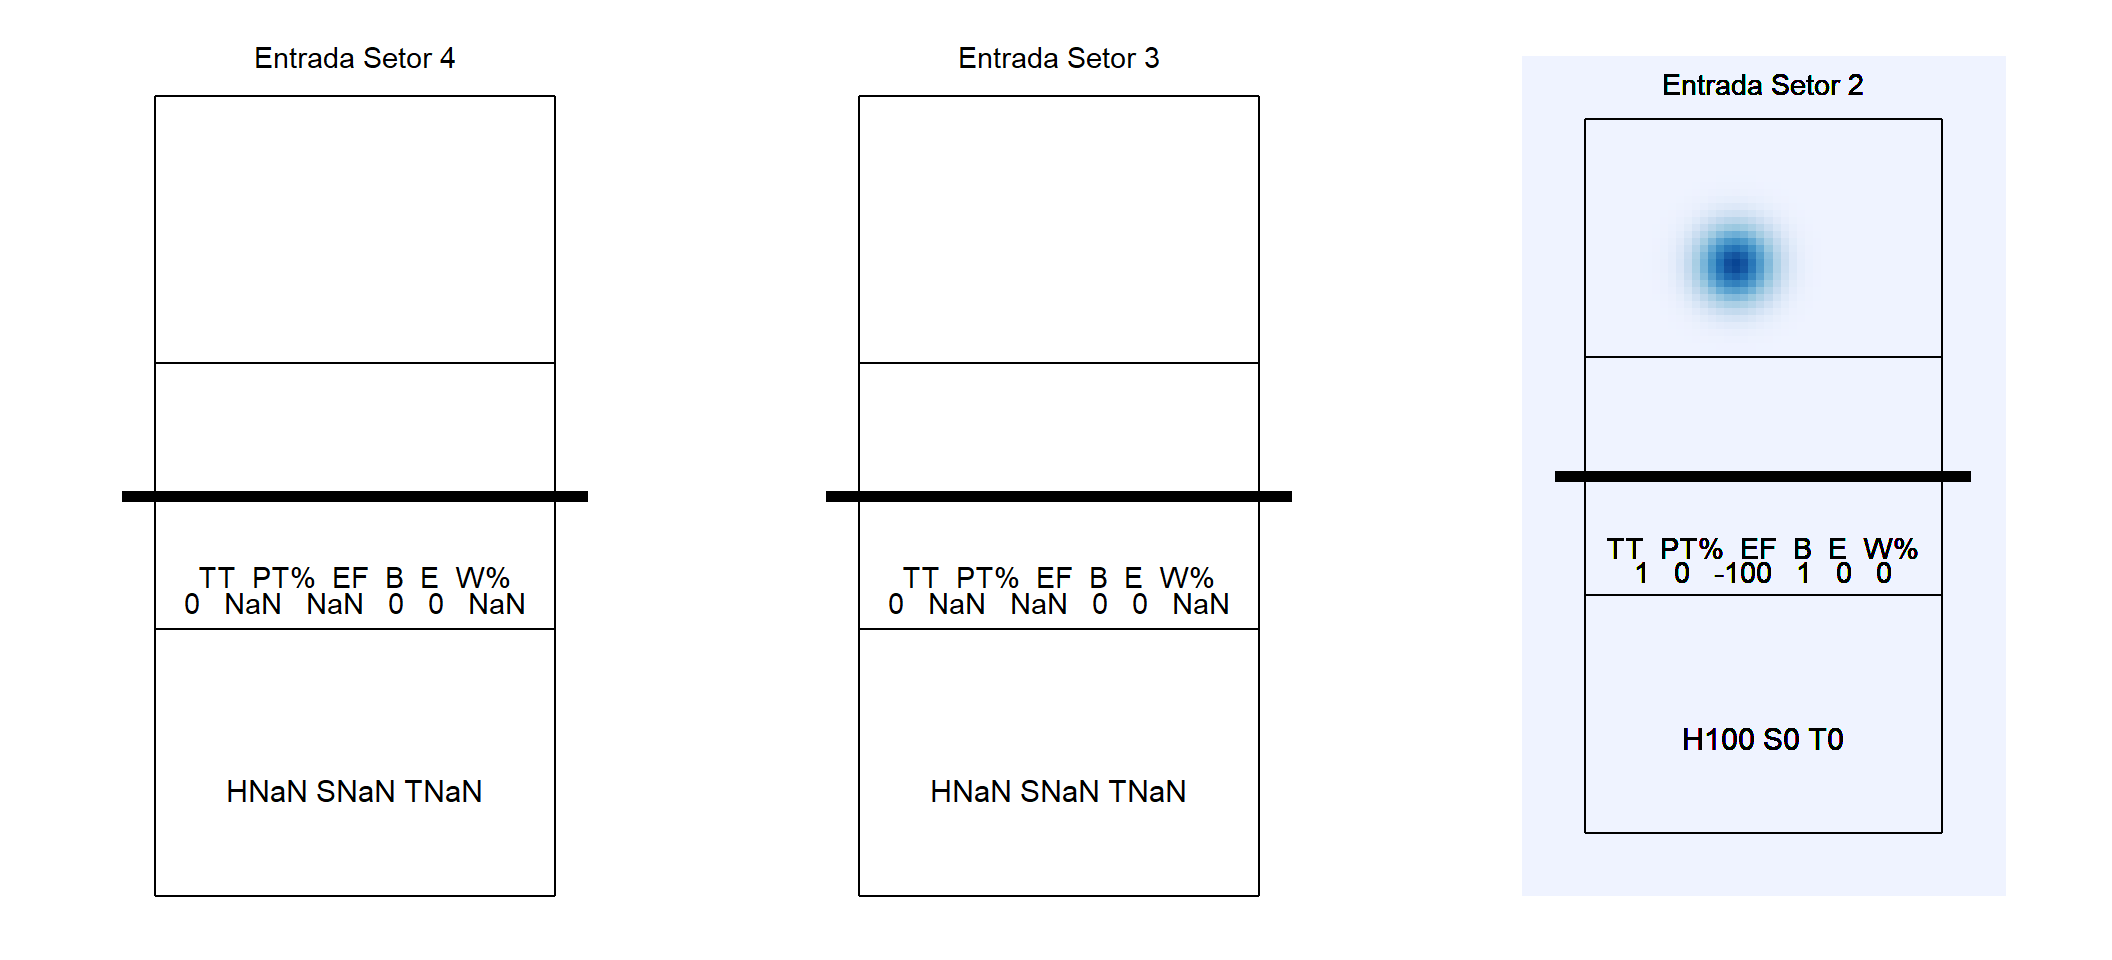 Entrada Setor 4
TT PT% EF B E W%
0 NaN NaN 0 0 NaN
HNaN SNaN TNaN
Entrada Setor 3
TT PT% EF B E W%
0 NaN NaN 0 0 NaN
HNaN SNaN TNaN
Entrada Setor 2
TT PT% EF B E W%
1 0 -100 1 0 0
H100 S0 T0